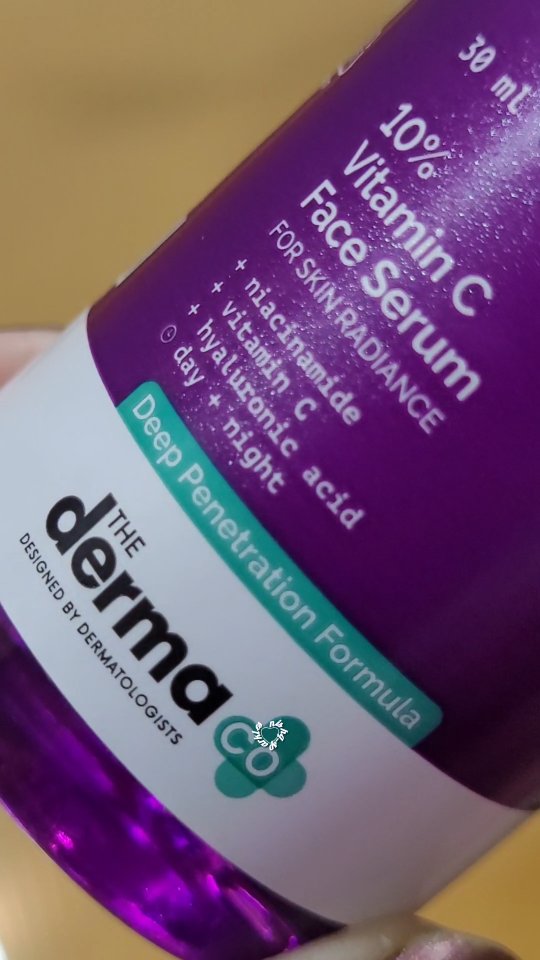 30 ml
10%
Vitamin C
Face Serum
FOR SKIN RADIANCE
+ niacinamide
+ vitamin C
+ hyaluronic acid
day + night
Deep Penetration Formula
THE
derma
co
DESIGNED BY DERMATOLOGISTS